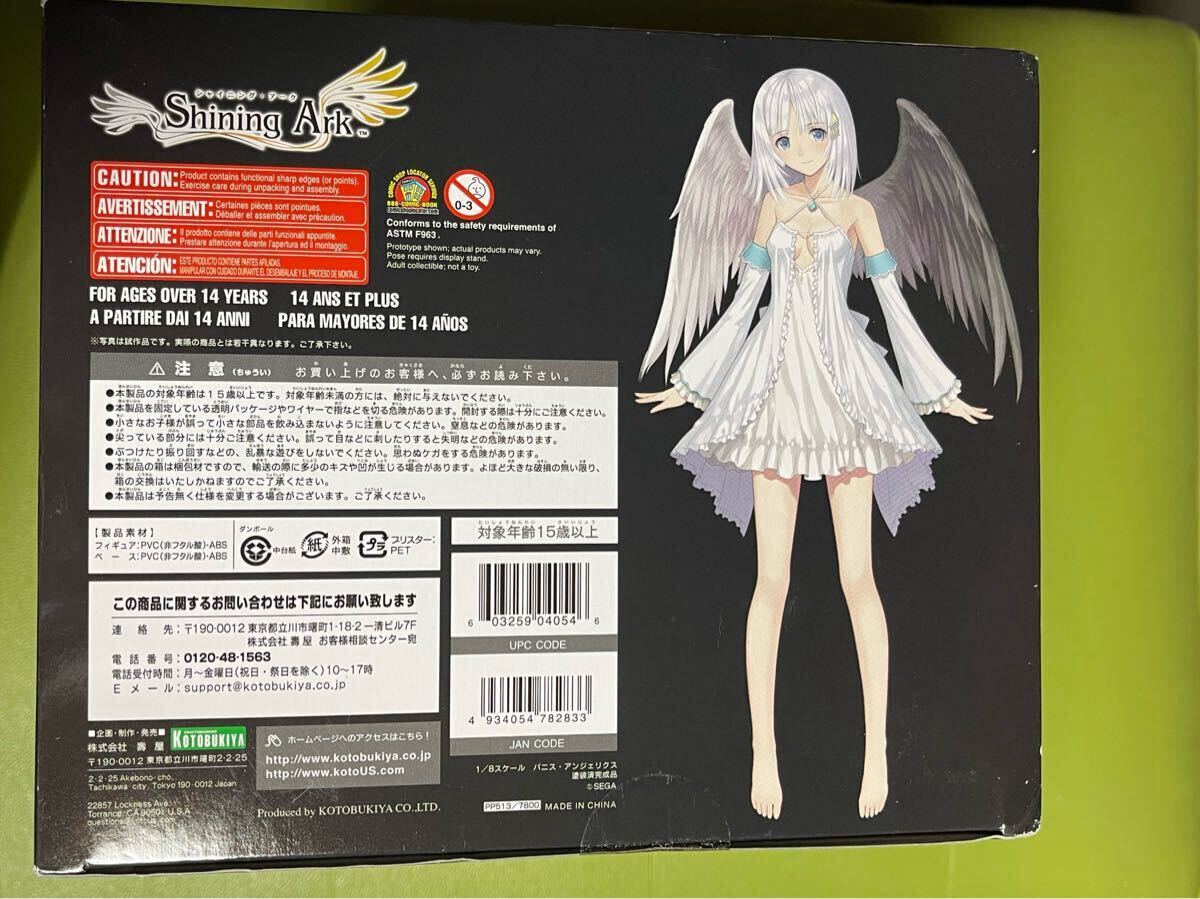 シャイニング・アーク
Shining Ark™
CAUTION: Product contains functional sharp edges (or points).
Exercise care during unpacking and assembly.
AVERTISSEMENT: Certaines pièces sont pointues.
Déballer et assembler avec précaution.
ATTENZIONE: Il prodotto contiene delle parti affusolate appuntite.
Prestare attenzione durante l'apertura ed il montaggio.
ATENCIÓN: ESTE PRODUCTO CONTIENE PARTES AFILADAS.
MANIPULAR CON CUIDADO DURANTE EL DESEMBALAJE Y EL PROCESO DE MONTAJE.
COMIC SHOP LOCATOR SERVICE
888-COMIC-BOOK
comicshoplocator.com
0-3
Conforms to the safety requirements of
ASTM F963.
Prototype shown; actual products may vary.
Pose requires display stand.
Adult collectible; not a toy.
FOR AGES OVER 14 YEARS 14 ANS ET PLUS
A PARTIRE DAI 14 ANNI PARA MAYORES DE 14 AÑOS
※写真は試作品です。実際の商品とは若干異なります。ご了承下さい。
⚠ 注意 (ちゅうい) お買い上げのお客様へ、必ずお読み下さい。
●本製品の対象年齢は15歳以上です。対象年齢未満の方には、絶対に与えないでください。
●本製品を固定している透明パッケージやワイヤーで指などを切る危険があります。開封する際は十分にご注意ください。
●小さなお子様が誤って小さな部品を飲み込まないように注意してください。窒息などの危険があります。
●尖っている部分には十分ご注意ください。誤って目などに刺したりすると失明などの危険があります。
●ぶつけたり振り回すなどの、乱暴な遊びをしないでください。思わぬケガをする危険があります。
●本製品の箱は梱包材ですので、輸送の際に多少のキズや凹が生じる場合があります。よほど大きな破損の無い限り、
箱の交換はいたしかねますのでご了承ください。
●本製品は予告無く仕様を変更する場合がございます。ご了承ください。
【製品素材】
フィギュア:PVC(非フタル酸)・ABS
ベース:PVC(非フタル酸)・ABS
ダンボール
中台紙
紙 外箱
中敷
プラ ブリスター:
PET
対象年齢15歳以上
この商品に関するお問い合わせは下記にお願い致します
連絡先:〒190-0012 東京都立川市曙町1-18-2 一清ビル7F
株式会社 壽屋 お客様相談センター宛
電話番号:0120-48-1563
電話受付時間:月~金曜日(祝日・祭日を除く)10~17時
Eメール:support@kotobukiya.co.jp
6 03259 04054 6
UPC CODE
4 934054 782833
JAN CODE
■企画・制作・発売■
株式会社 壽屋
KOTOBUKIYA
〒190-0012 東京都立川市曙町2-2-25
2-2-25 Akebono-cho,
Tachikawa city, Tokyo 190-0012 Japan
22857 Lockness Ave.
Torrance, CA 90501 U.S.A
questions@kotous.com
ホームページへのアクセスはこちら!
http://www.kotobukiya.co.jp
http://www.kotoUS.com
Produced by KOTOBUKIYA CO.,LTD.
1/8スケール パニス・アンジェリクス
塗装済完成品
©SEGA
PP513/7800 MADE IN CHINA